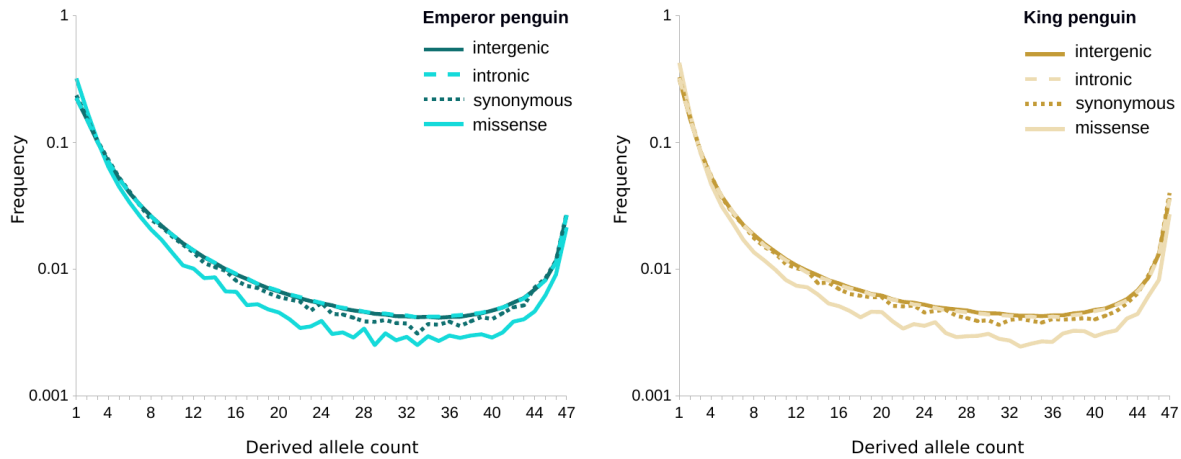 Emperor penguin
intergenic
intronic
synonymous
missense
1
0.1
0.01
0.001
Frequency
1 4 8 12 16 20 24 28 32 36 40 44 47
Derived allele count
King penguin
intergenic
intronic
synonymous
missense
1
0.1
0.01
0.001
Frequency
1 4 8 12 16 20 24 28 32 36 40 44 47
Derived allele count